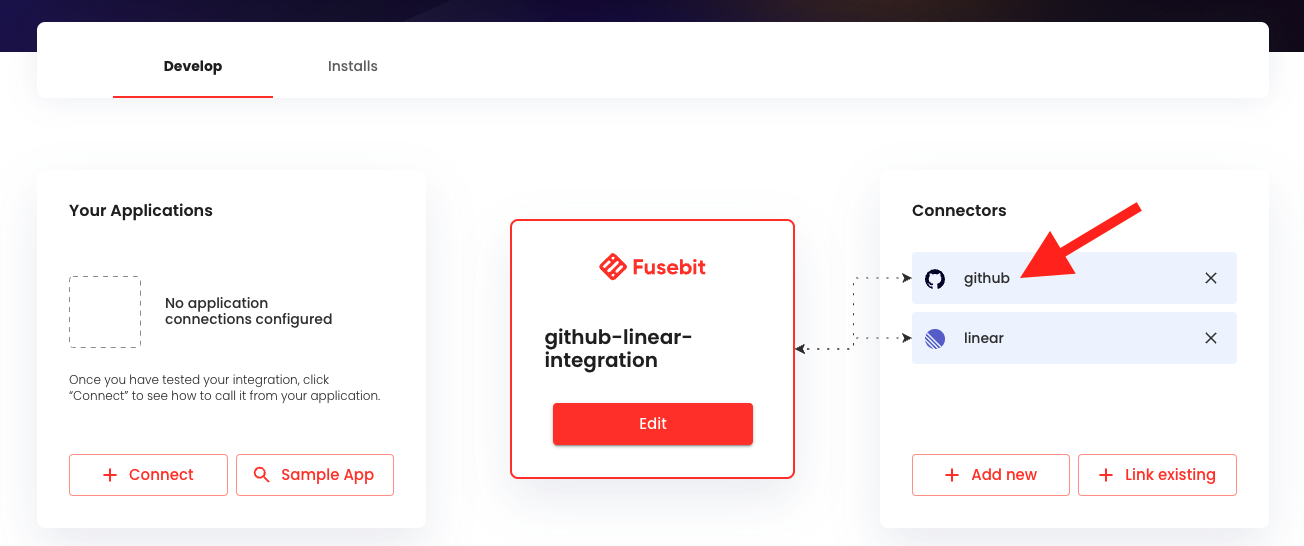 Develop
Installs
Your Applications
No application
connections configured
Once you have tested your integration, click
“Connect” to see how to call it from your application.
Connect
Sample App
Fusebit
github-linear-
integration
Edit
Connectors
github
linear
Add new
Link existing